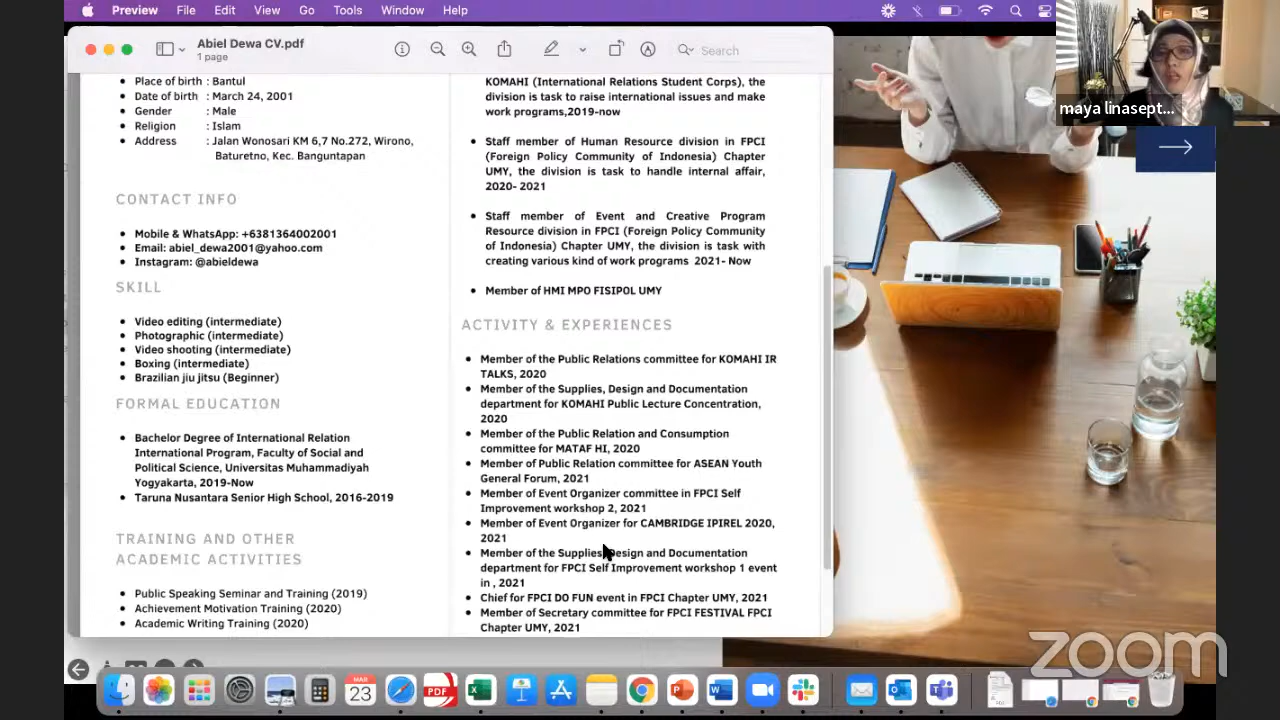 Preview File Edit View Go Tools Window Help
Abiel Dewa CV.pdf
1 page
Search
maya linasept...
Place of birth : Bantul
Date of birth : March 24, 2001
Gender : Male
Religion : Islam
Address : Jalan Wonosari KM 6,7 No.272, Wirono,
Baturetno, Kec. Banguntapan
CONTACT INFO
Mobile & WhatsApp: +6381364002001
Email: abiel_dewa2001@yahoo.com
Instagram: @abieldewa
SKILL
Video editing (intermediate)
Photographic (intermediate)
Video shooting (intermediate)
Boxing (intermediate)
Brazilian jiu jitsu (Beginner)
FORMAL EDUCATION
Bachelor Degree of International Relation
International Program, Faculty of Social and
Political Science, Universitas Muhammadiyah
Yogyakarta, 2019-Now
Taruna Nusantara Senior High School, 2016-2019
TRAINING AND OTHER
ACADEMIC ACTIVITIES
Public Speaking Seminar and Training (2019)
Achievement Motivation Training (2020)
Academic Writing Training (2020)
KOMAHI (International Relations Student Corps), the
division is task to raise international issues and make
work programs,2019-now
Staff member of Human Resource division in FPCI
(Foreign Policy Community of Indonesia) Chapter
UMY, the division is task to handle internal affair,
2020- 2021
Staff member of Event and Creative Program
Resource division in FPCI (Foreign Policy Community
of Indonesia) Chapter UMY, the division is task with
creating various kind of work programs 2021- Now
Member of HMI MPO FISIPOL UMY
ACTIVITY & EXPERIENCES
Member of the Public Relations committee for KOMAHI IR
TALKS, 2020
Member of the Supplies, Design and Documentation
department for KOMAHI Public Lecture Concentration,
2020
Member of the Public Relation and Consumption
committee for MATAF HI, 2020
Member of Public Relation committee for ASEAN Youth
General Forum, 2021
Member of Event Organizer committee in FPCI Self
Improvement workshop 2, 2021
Member of Event Organizer for CAMBRIDGE IPIREL 2020,
2021
Member of the Supplies Design and Documentation
department for FPCI Self Improvement workshop 1 event
in , 2021
Chief for FPCI DO FUN event in FPCI Chapter UMY, 2021
Member of Secretary committee for FPCI FESTIVAL FPCI
Chapter UMY, 2021
zoom
MAR
23
PDF